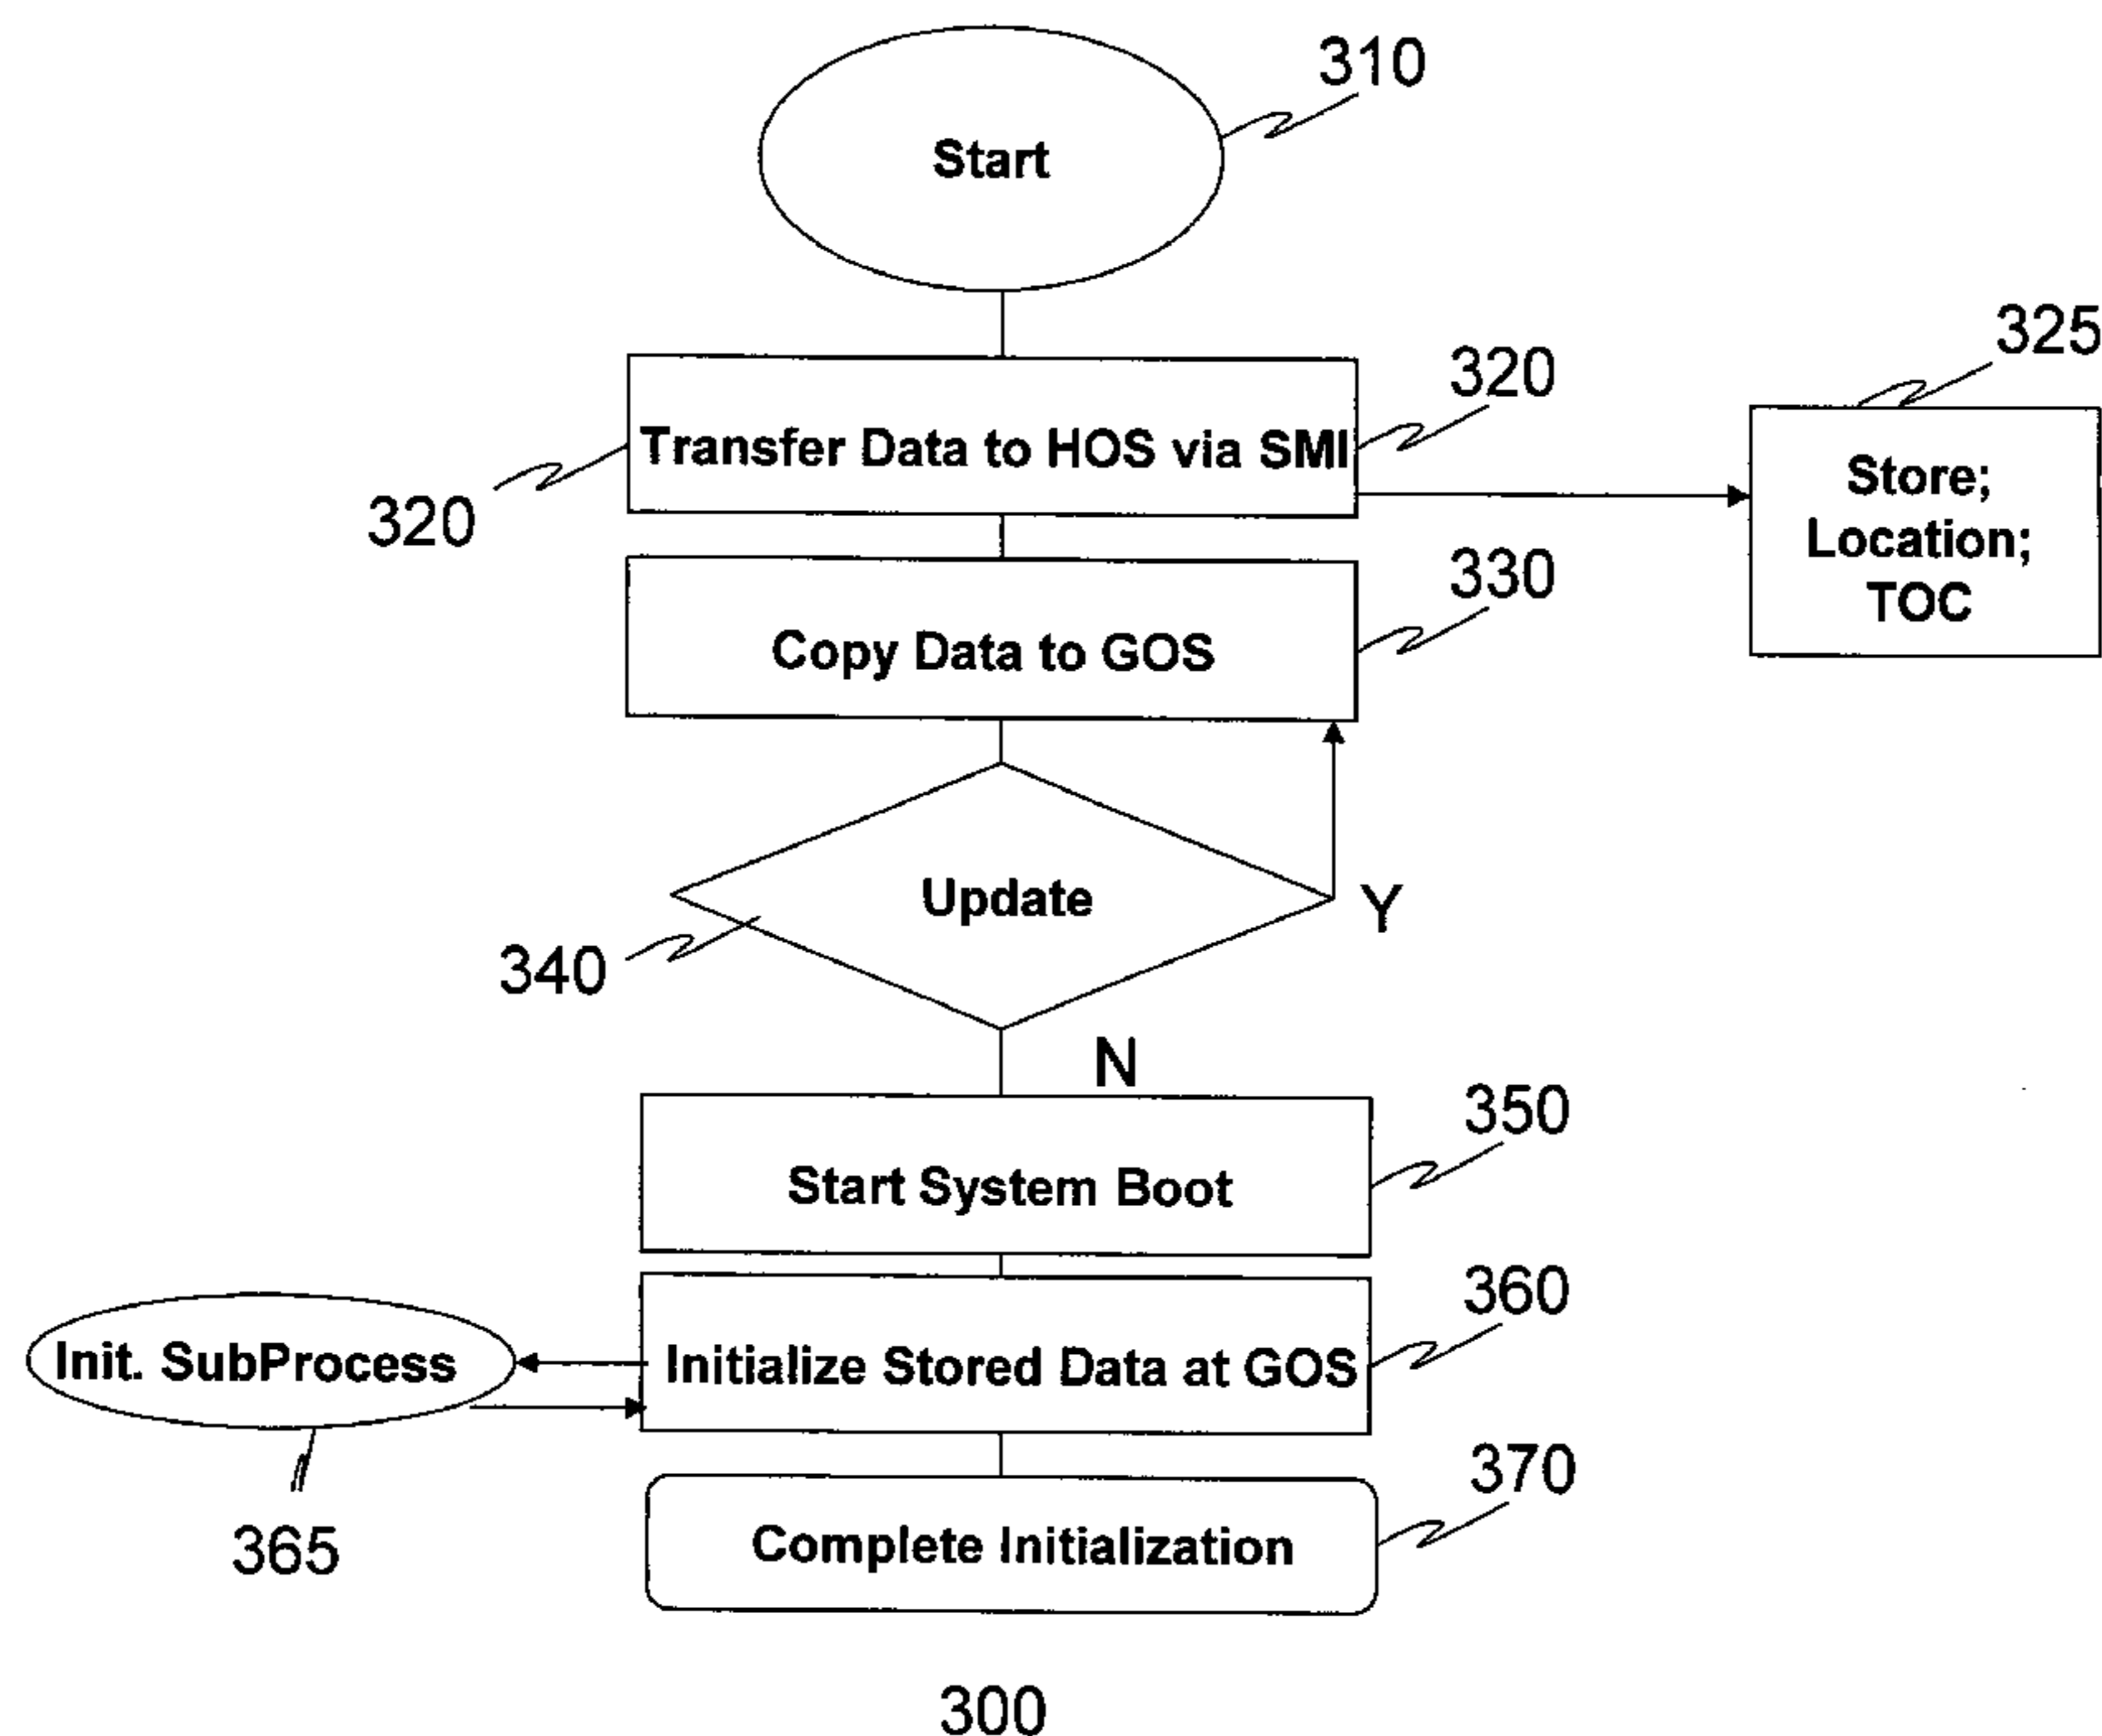 310
Start
325
320
Transfer Data to HOS via SMI
320
Store;
Location;
TOC
330
Copy Data to GOS
Update
Y
340
N
350
Start System Boot
360
Init. SubProcess
Initialize Stored Data at GOS
370
365
Complete Initialization
300